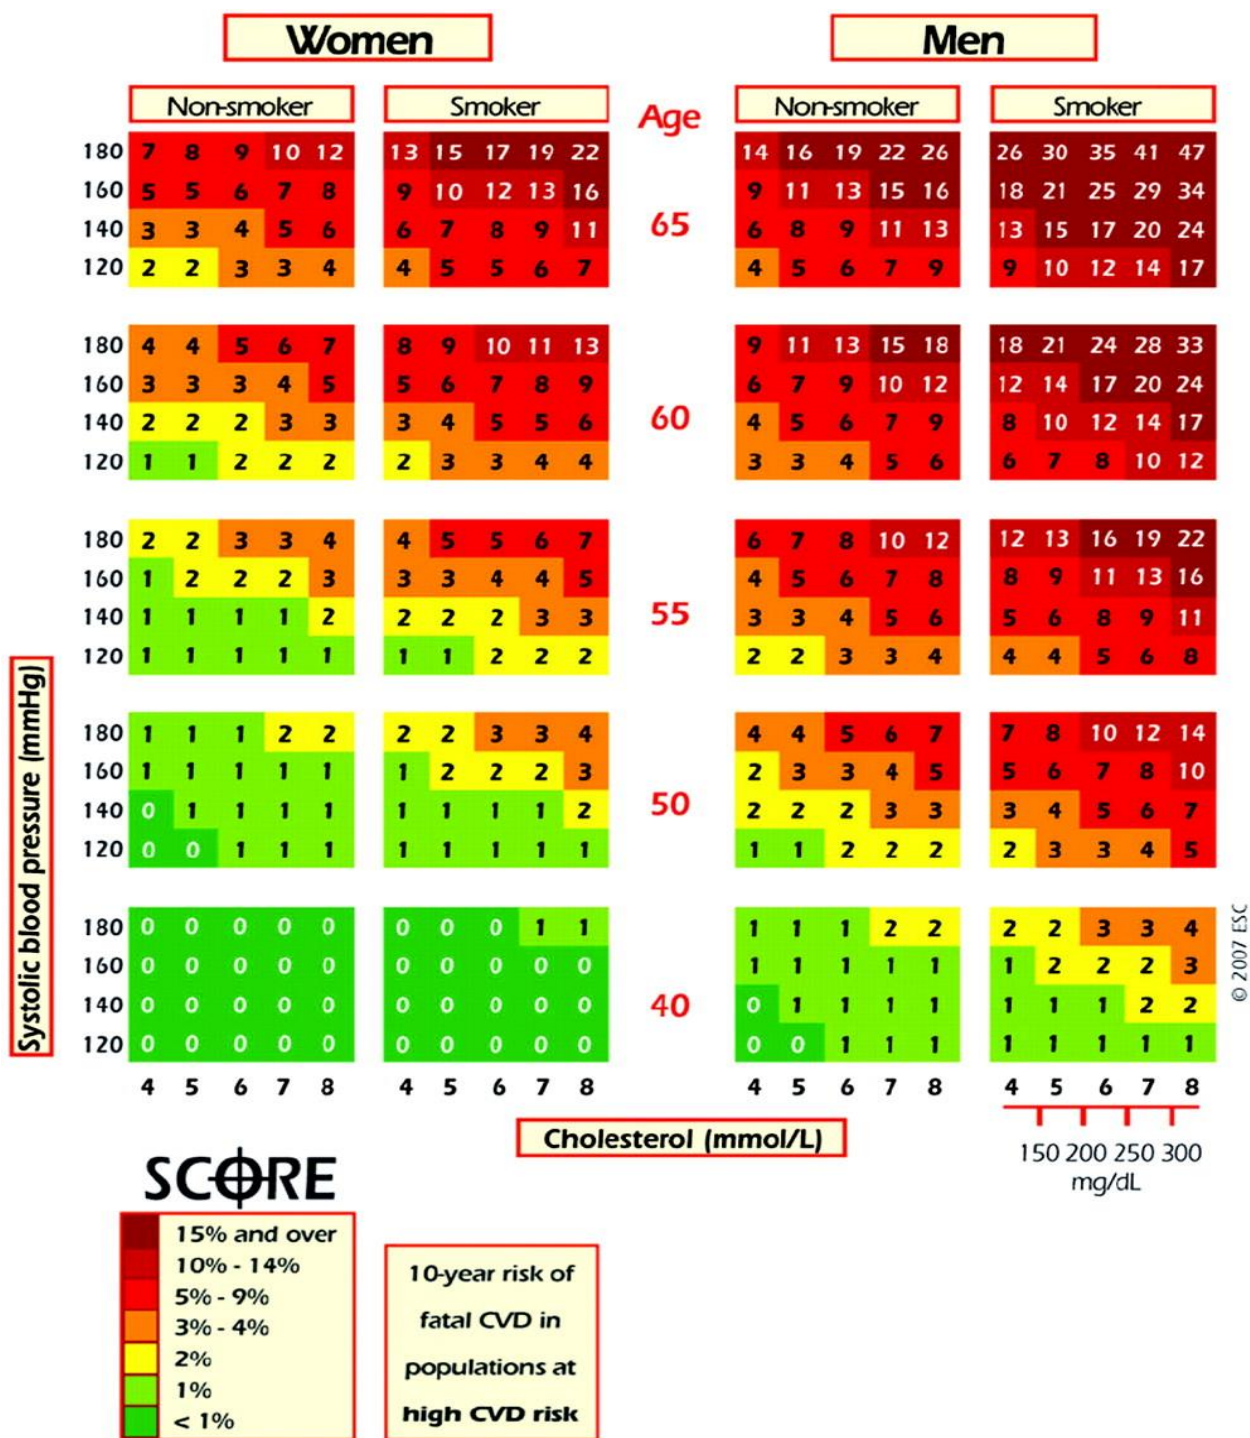 Women Men
Non-smoker Smoker Age Non-smoker Smoker
180 7 8 9 10 12 13 15 17 19 22 14 16 19 22 26 26 30 35 41 47
160 5 5 6 7 8 9 10 12 13 16 9 11 13 15 16 18 21 25 29 34
65
140 3 3 4 5 6 6 7 8 9 11 6 8 9 11 13 13 15 17 20 24
120 2 2 3 3 4 4 5 5 6 7 4 5 6 7 9 9 10 12 14 17
180 4 4 5 6 7 8 9 10 11 13 9 11 13 15 18 18 21 24 28 33
160 3 3 3 4 5 5 6 7 8 9 6 7 9 10 12 12 14 17 20 24
60
140 2 2 2 3 3 3 4 5 5 6 4 5 6 7 9 8 10 12 14 17
120 1 1 2 2 2 2 3 3 4 4 3 3 4 5 6 6 7 8 10 12
180 2 2 3 3 4 4 5 5 6 7 6 7 8 10 12 12 13 16 19 22
160 1 2 2 2 3 3 3 4 4 5 4 5 6 7 8 8 9 11 13 16
55
140 1 1 1 1 2 2 2 2 3 3 3 3 4 5 6 5 6 8 9 11
120 1 1 1 1 1 1 1 2 2 2 2 2 3 3 4 4 4 5 6 8
180 1 1 1 2 2 2 2 3 3 4 4 4 5 6 7 7 8 10 12 14
160 1 1 1 1 1 1 2 2 2 3 2 3 3 4 5 5 6 7 8 10
50
140 0 1 1 1 1 1 1 1 1 2 2 2 2 3 3 3 4 5 6 7
120 0 0 1 1 1 1 1 1 1 1 1 1 2 2 2 2 3 3 4 5
180 0 0 0 0 0 0 0 0 1 1 1 1 1 2 2 2 2 3 3 4
160 0 0 0 0 0 0 0 0 0 0 1 1 1 1 1 1 2 2 2 3
40
140 0 0 0 0 0 0 0 0 0 0 0 1 1 1 1 1 1 1 2 2
120 0 0 0 0 0 0 0 0 0 0 0 0 1 1 1 1 1 1 1 1
4 5 6 7 8 4 5 6 7 8 4 5 6 7 8 4 5 6 7 8
Systolic blood pressure (mmHg)
© 2007 ESC
Cholesterol (mmol/L)
150 200 250 300
mg/dL
SCORE
15% and over
10% - 14%
5% - 9%
3% - 4%
2%
1%
< 1%
10-year risk of
fatal CVD in
populations at
high CVD risk